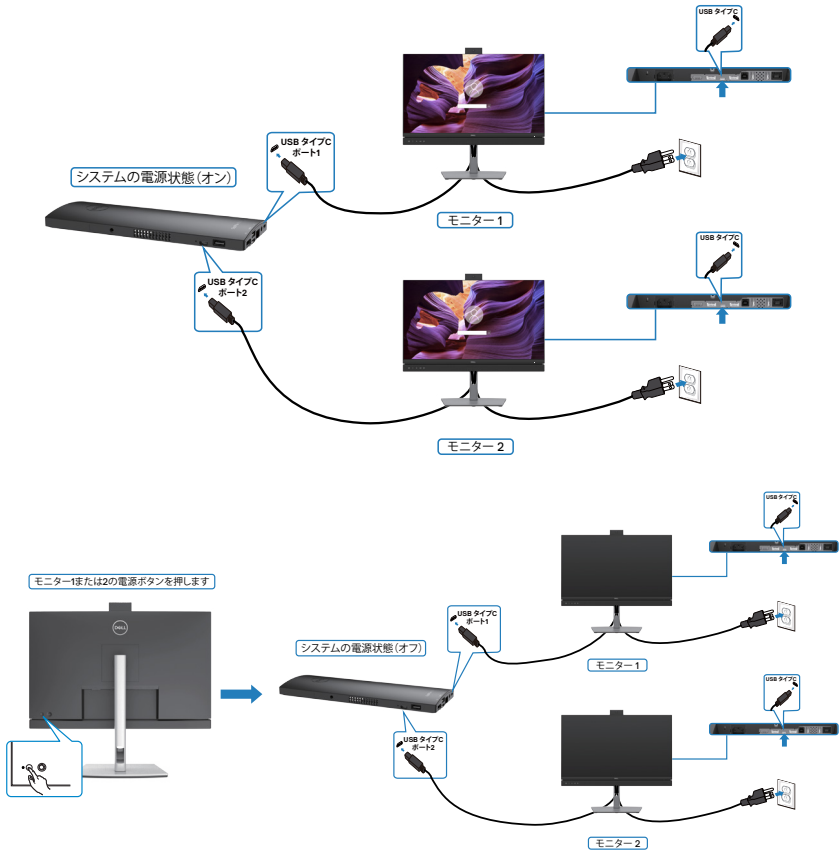 USB タイプC
USB タイプC
ポート1
システムの電源状態(オン)
モニター 1
USB タイプC
USB タイプC
ポート2
モニター 2
USB タイプC
モニター1または2の電源ボタンを押します
DELL
USB タイプC
ポート1
システムの電源状態(オフ)
モニター 1
USB タイプC
USB タイプC
ポート2
モニター 2